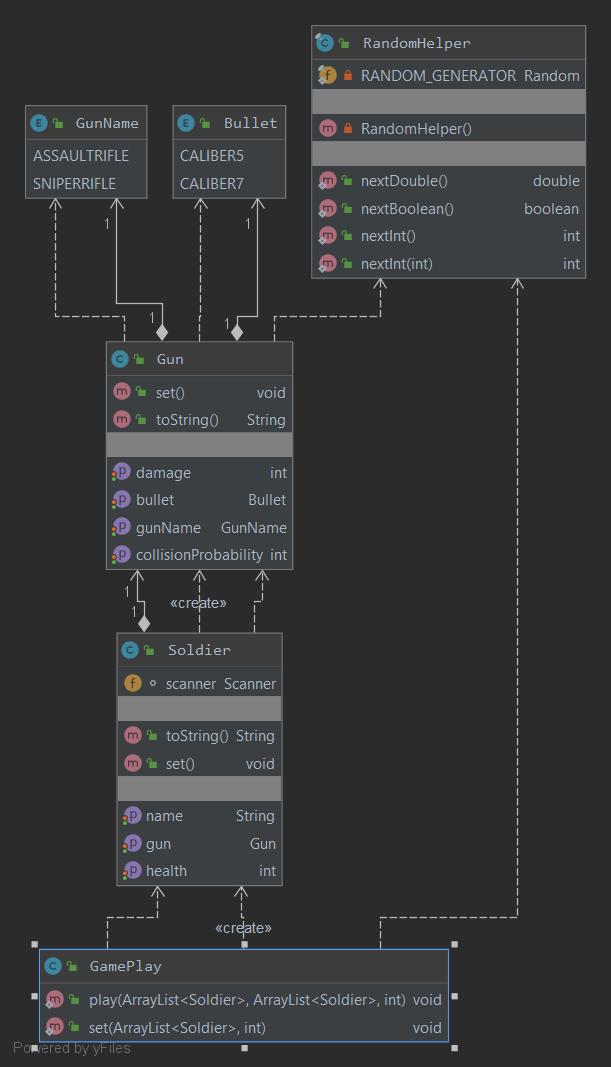 RandomHelper
RANDOM_GENERATOR Random
RandomHelper()
nextDouble() double
nextBoolean() boolean
nextInt() int
nextInt(int) int
GunName
ASSAULTRIFLE
SNIPERRIFLE
Bullet
CALIBER5
CALIBER7
1
1
1
1
Gun
set() void
toString() String
damage int
bullet Bullet
gunName GunName
collisionProbability int
1
«create»
1
Soldier
scanner Scanner
toString() String
set() void
name String
gun Gun
health int
«create»
GamePlay
play(ArrayList<Soldier>, ArrayList<Soldier>, int) void
set(ArrayList<Soldier>, int) void
Powered by yFiles